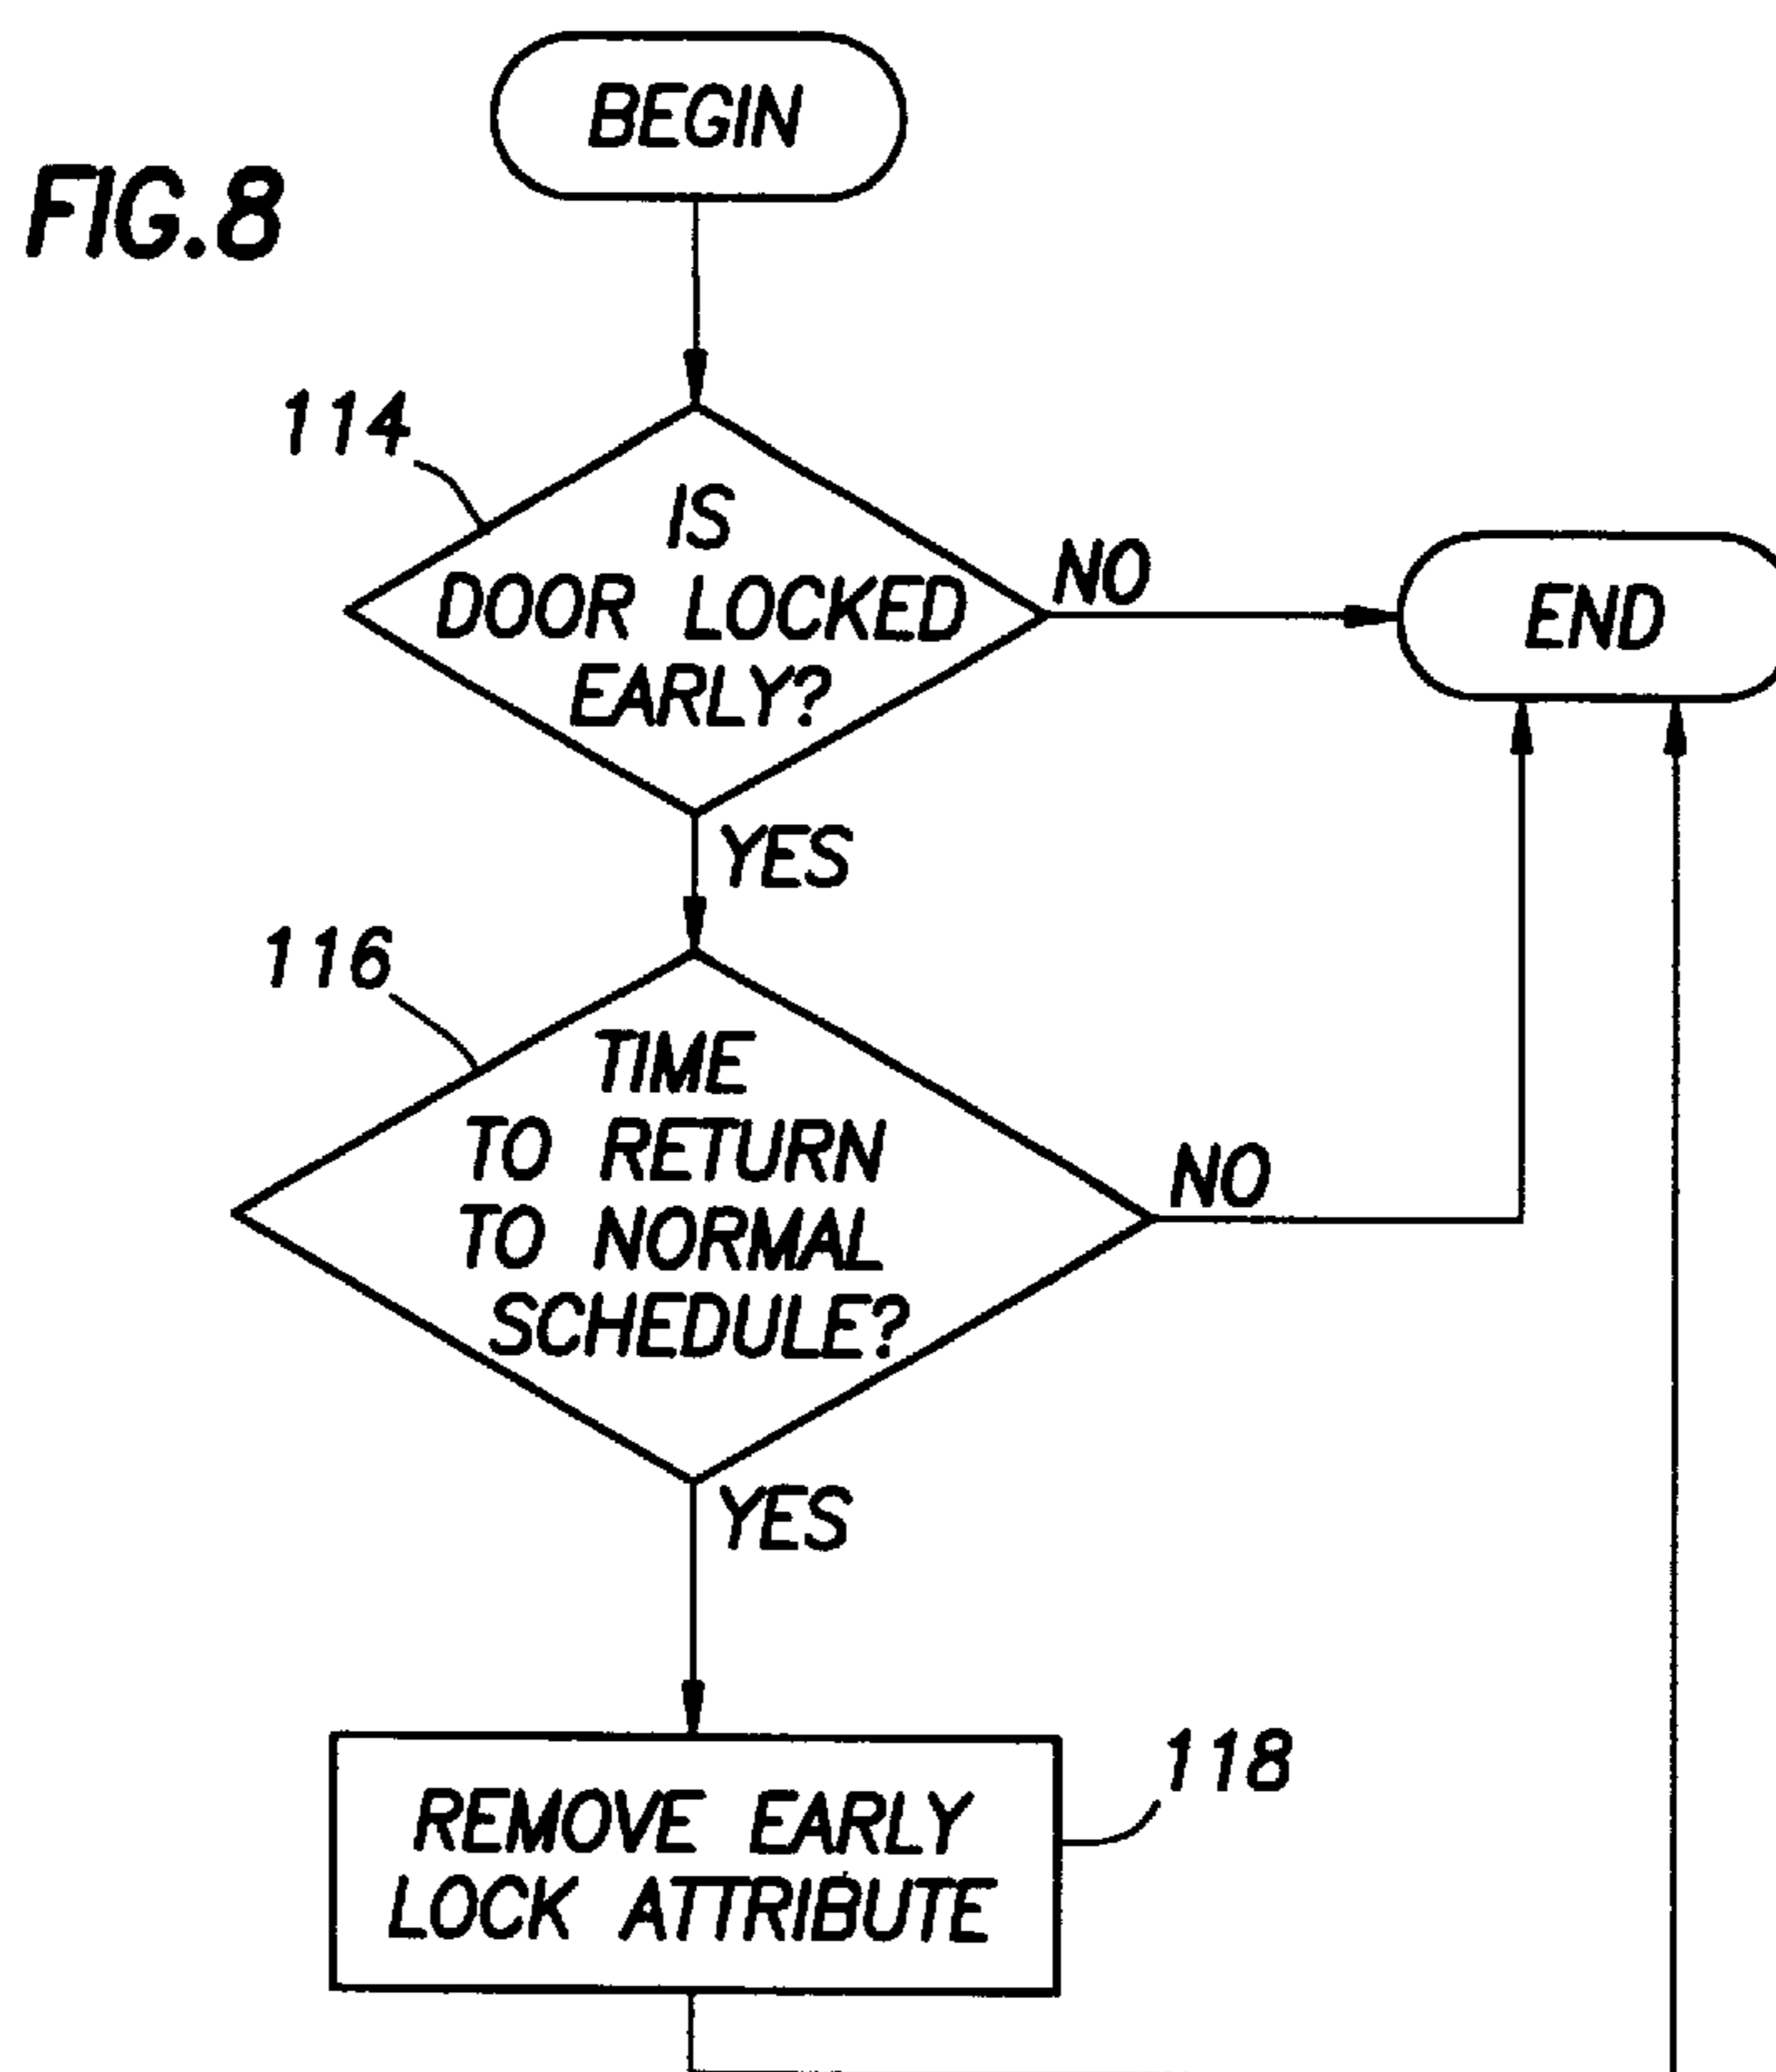 BEGIN
FIG.8
114
IS
DOOR LOCKED
EARLY?
NO
END
YES
116
TIME
TO RETURN
TO NORMAL
SCHEDULE?
NO
YES
118
REMOVE EARLY
LOCK ATTRIBUTE